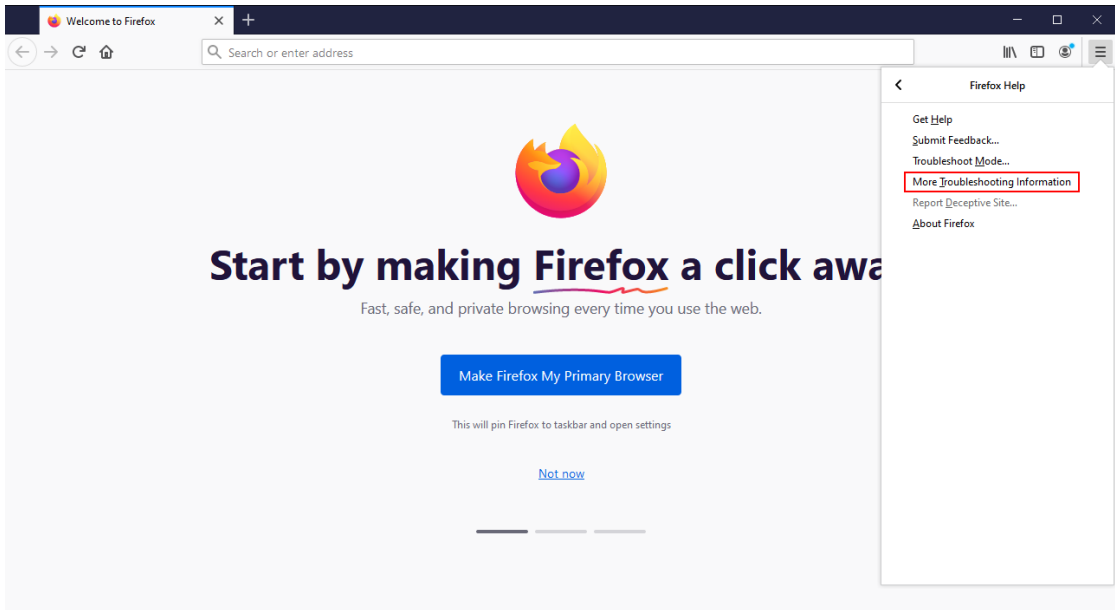 Welcome to Firefox
Search or enter address
Firefox Help
Get Help
Submit Feedback...
Troubleshoot Mode...
More Troubleshooting Information
Report Deceptive Site...
About Firefox
Start by making Firefox a click awa
Fast, safe, and private browsing every time you use the web.
Make Firefox My Primary Browser
This will pin Firefox to taskbar and open settings
Not now